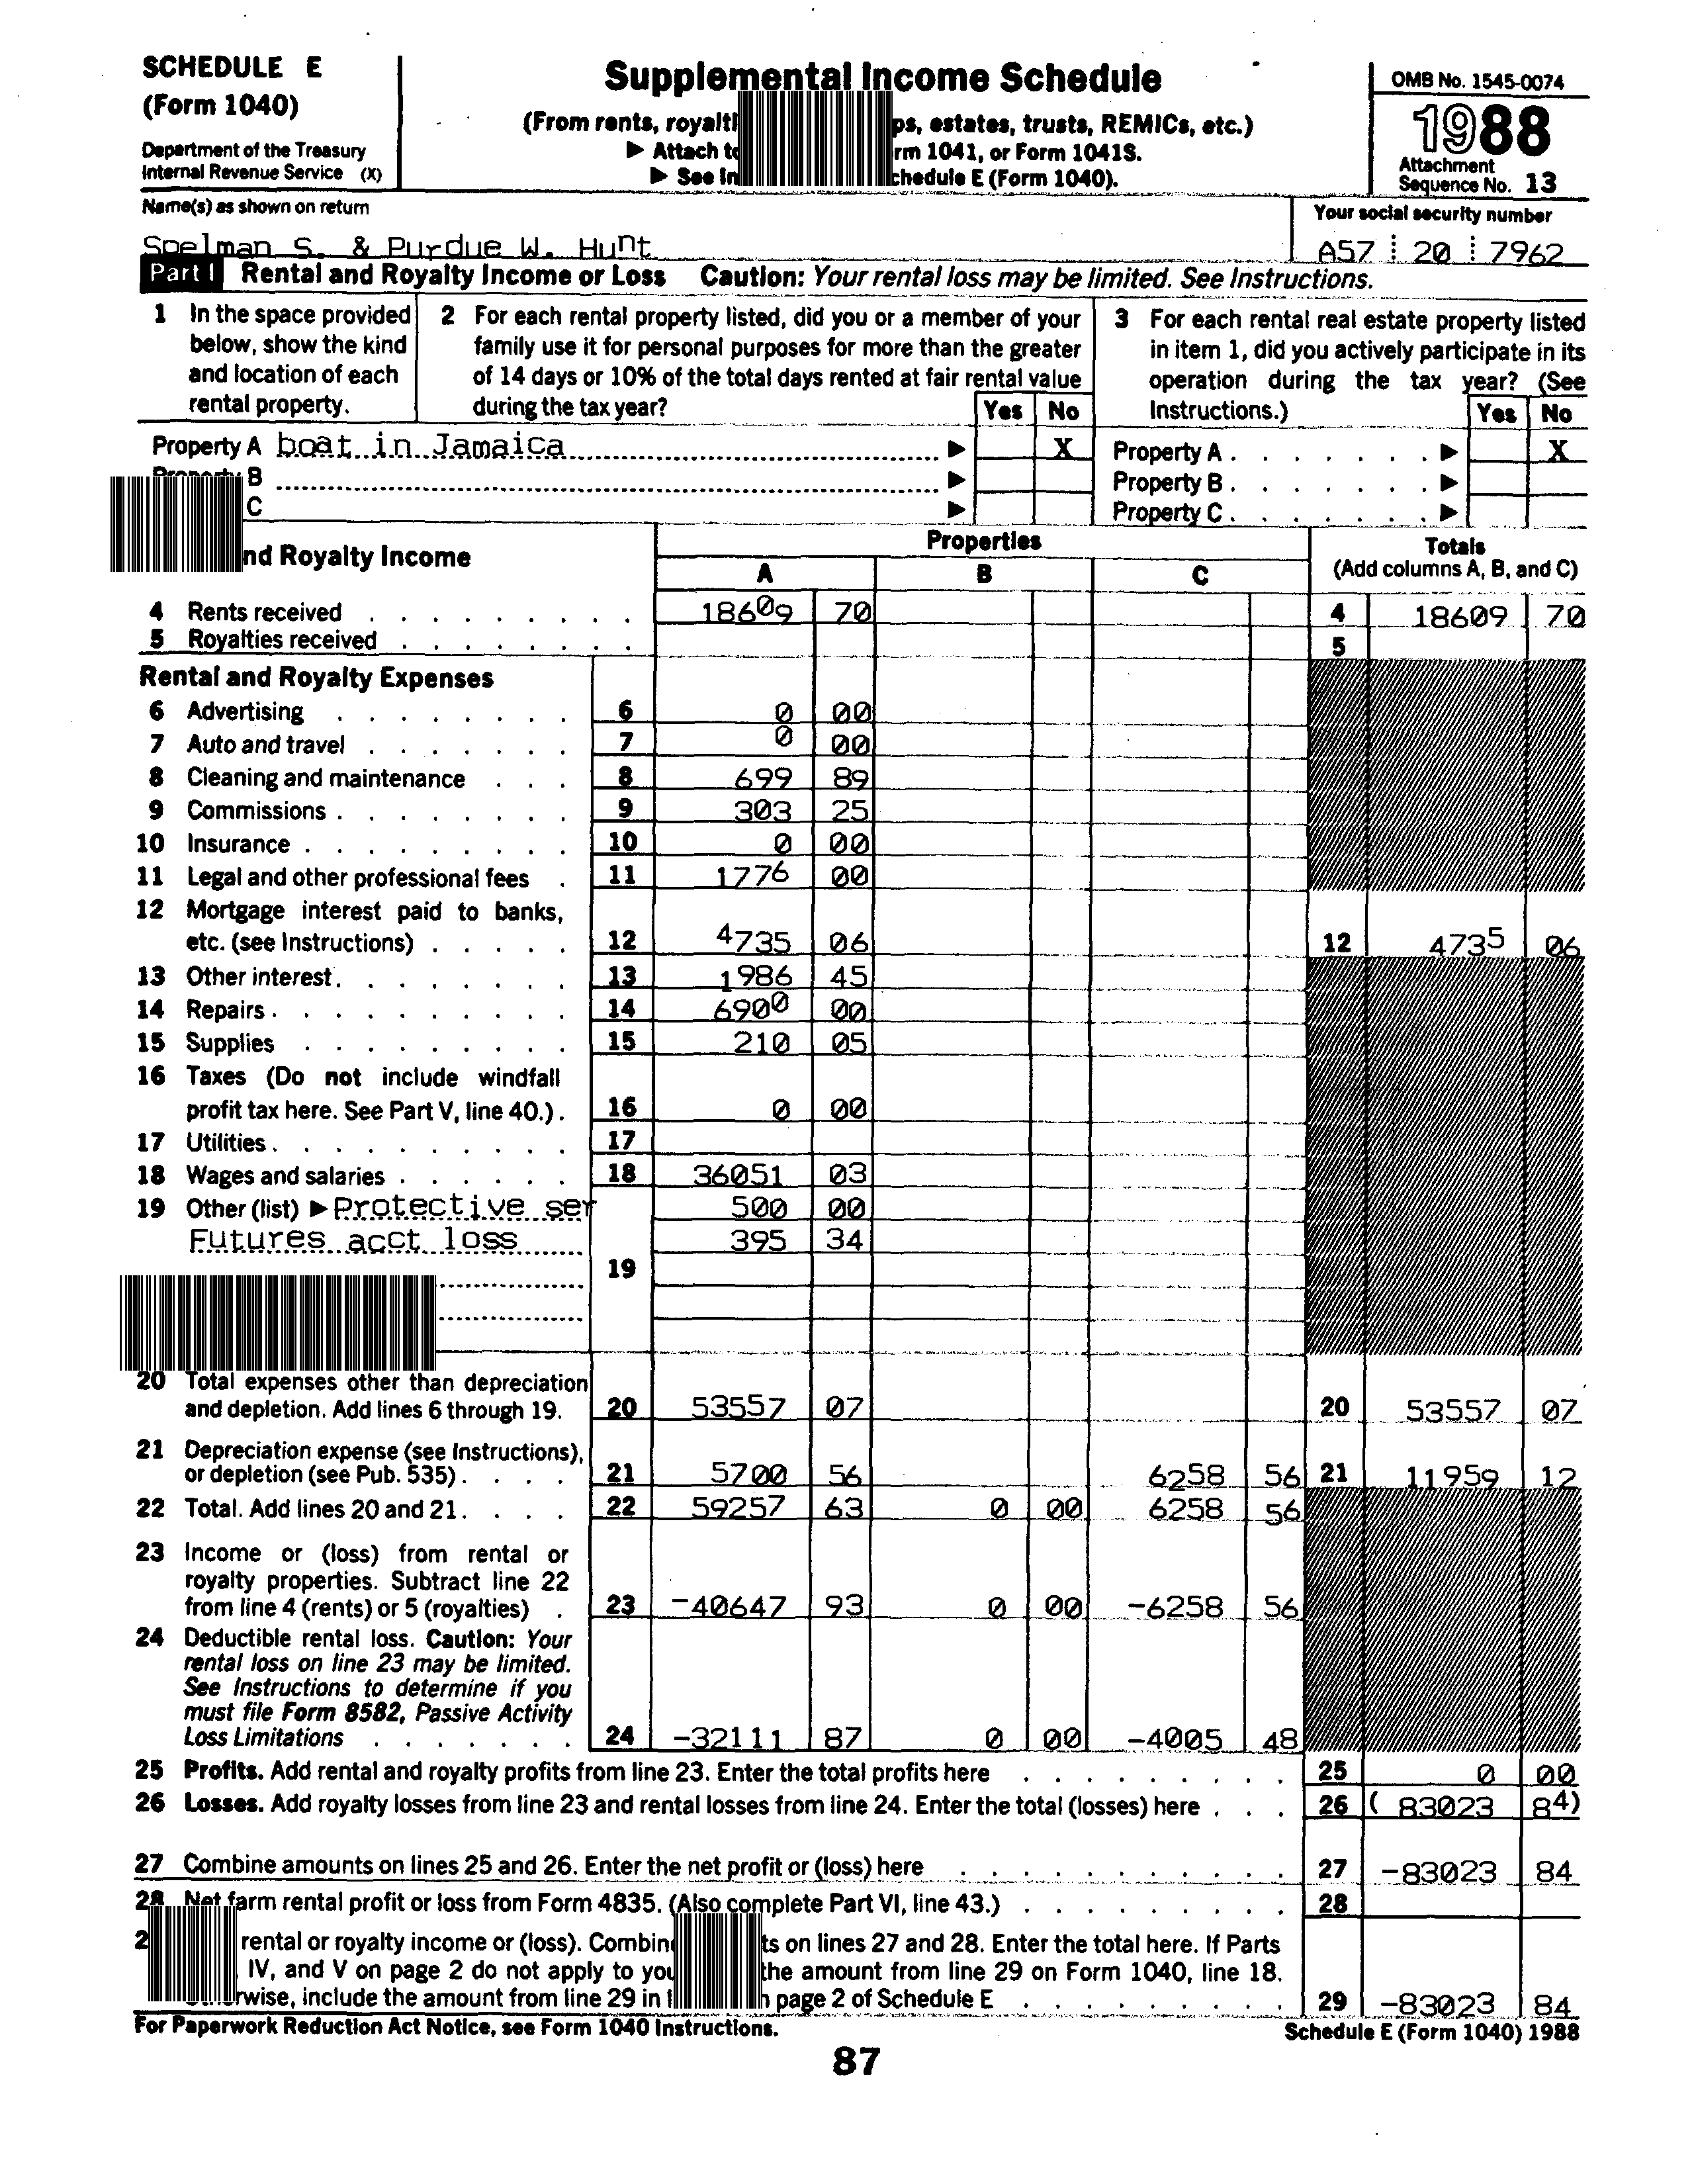 SCHEDULE E
(Form 1040)
Department of the Treasury
Internal Revenue Service (X)
Supplemental Income Schedule
(From rents, royalti ps, estates, trusts, REMICs, etc.)
▶ Attach to rm 1041, or Form 1041S.
▶ See In chedule E (Form 1040).
OMB No. 1545-0074
1988
Attachment
Sequence No. 13
Name(s) as shown on return
Your social security number
Spelman S. & Purdue W. Hunt
A57 20 7962
Part I Rental and Royalty Income or Loss Caution: Your rental loss may be limited. See Instructions.
1 In the space provided
below, show the kind
and location of each
rental property.
2 For each rental property listed, did you or a member of your
family use it for personal purposes for more than the greater
of 14 days or 10% of the total days rented at fair rental value
during the tax year?
Yes No
3 For each rental real estate property listed
in item 1, did you actively participate in its
operation during the tax year? (See
Instructions.)
Yes No
Property A boat in Jamaica ▶ X Property A ▶ X
Property B ▶ Property B ▶
C ▶ Property C ▶
nd Royalty Income
Properties
A B C
Totals
(Add columns A, B, and C)
4 Rents received 18609 70 4 18609 70
5 Royalties received 5
Rental and Royalty Expenses
6 Advertising 6 0 00
7 Auto and travel 7 0 00
8 Cleaning and maintenance 8 699 89
9 Commissions 9 303 25
10 Insurance 10 0 00
11 Legal and other professional fees 11 1776 00
12 Mortgage interest paid to banks,
etc. (see Instructions) 12 4735 06 12 4735 06
13 Other interest 13 1986 45
14 Repairs 14 6900 00
15 Supplies 15 210 05
16 Taxes (Do not include windfall
profit tax here. See Part V, line 40.) 16 0 00
17 Utilities 17
18 Wages and salaries 18 36051 03
19 Other (list) ▶ Protective ser 500 00
Futures acct loss 395 34
19
20 Total expenses other than depreciation
and depletion. Add lines 6 through 19. 20 53557 07 20 53557 07
21 Depreciation expense (see Instructions),
or depletion (see Pub. 535) 21 5700 56 6258 56 21 11959 12
22 Total. Add lines 20 and 21. 22 59257 63 0 00 6258 56
23 Income or (loss) from rental or
royalty properties. Subtract line 22
from line 4 (rents) or 5 (royalties) 23 -40647 93 0 00 -6258 56
24 Deductible rental loss. Caution: Your
rental loss on line 23 may be limited.
See Instructions to determine if you
must file Form 8582, Passive Activity
Loss Limitations 24 -32111 87 0 00 -4005 48
25 Profits. Add rental and royalty profits from line 23. Enter the total profits here 25 0 00
26 Losses. Add royalty losses from line 23 and rental losses from line 24. Enter the total (losses) here 26 ( 83023 84)
27 Combine amounts on lines 25 and 26. Enter the net profit or (loss) here 27 -83023 84
28 Net farm rental profit or loss from Form 4835. (Also complete Part VI, line 43.) 28
2 rental or royalty income or (loss). Combin ts on lines 27 and 28. Enter the total here. If Parts
IV, and V on page 2 do not apply to you the amount from line 29 on Form 1040, line 18.
rwise, include the amount from line 29 in page 2 of Schedule E 29 -83023 84
For Paperwork Reduction Act Notice, see Form 1040 Instructions.
Schedule E (Form 1040) 1988
87